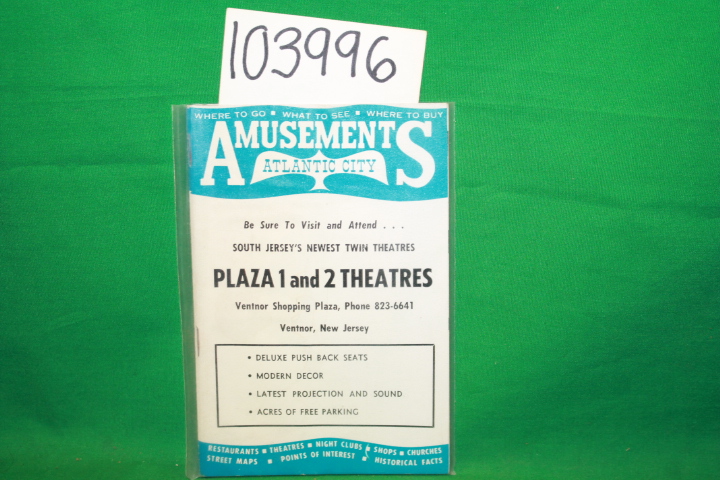 103996
WHERE TO GO ▪ WHAT TO SEE ▪ WHERE TO BUY
AMUSEMENTS
ATLANTIC CITY
Be Sure To Visit and Attend . . .
SOUTH JERSEY'S NEWEST TWIN THEATRES
PLAZA 1 and 2 THEATRES
Ventnor Shopping Plaza, Phone 823-6641
Ventnor, New Jersey
• DELUXE PUSH BACK SEATS
• MODERN DECOR
• LATEST PROJECTION AND SOUND
• ACRES OF FREE PARKING
RESTAURANTS ▪ THEATRES ▪ NIGHT CLUBS ▪ SHOPS ▪ CHURCHES
STREET MAPS ▪ POINTS OF INTEREST ▪ HISTORICAL FACTS